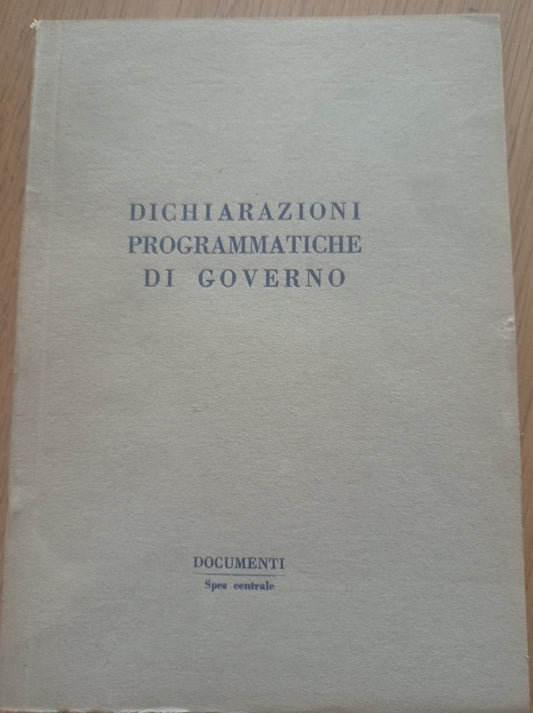 DICHIARAZIONI
PROGRAMMATICHE
DI GOVERNO
DOCUMENTI
Spes centrale